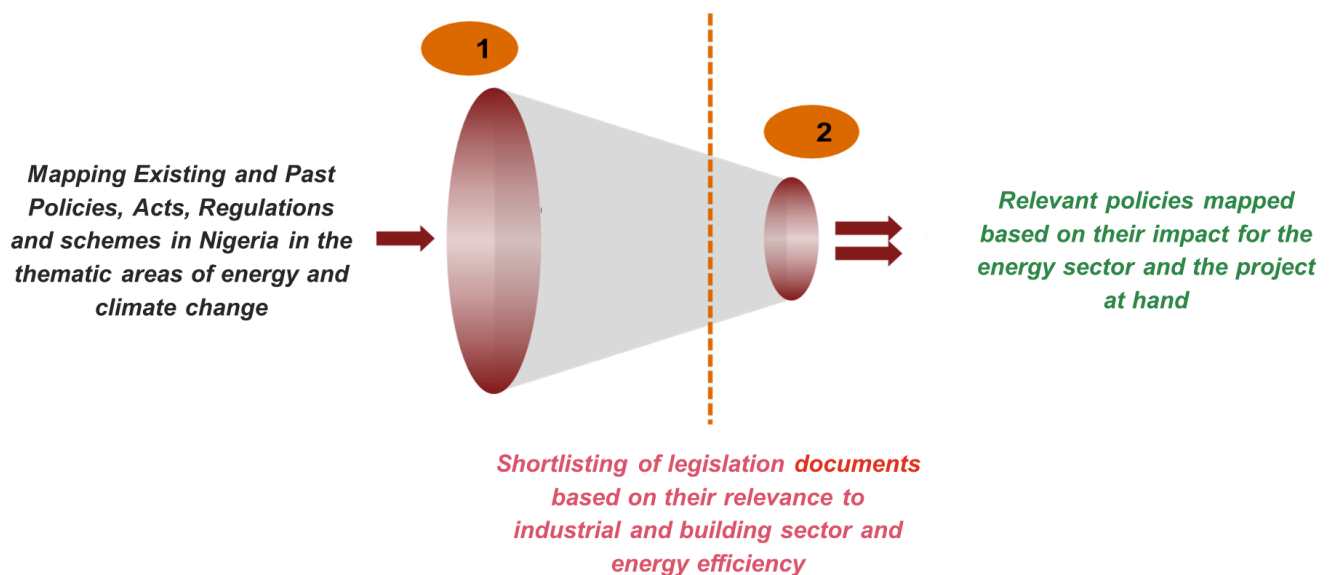 1
2
Mapping Existing and Past
Policies, Acts, Regulations
and schemes in Nigeria in the
thematic areas of energy and
climate change
Relevant policies mapped
based on their impact for the
energy sector and the project
at hand
Shortlisting of legislation documents
based on their relevance to
industrial and building sector and
energy efficiency